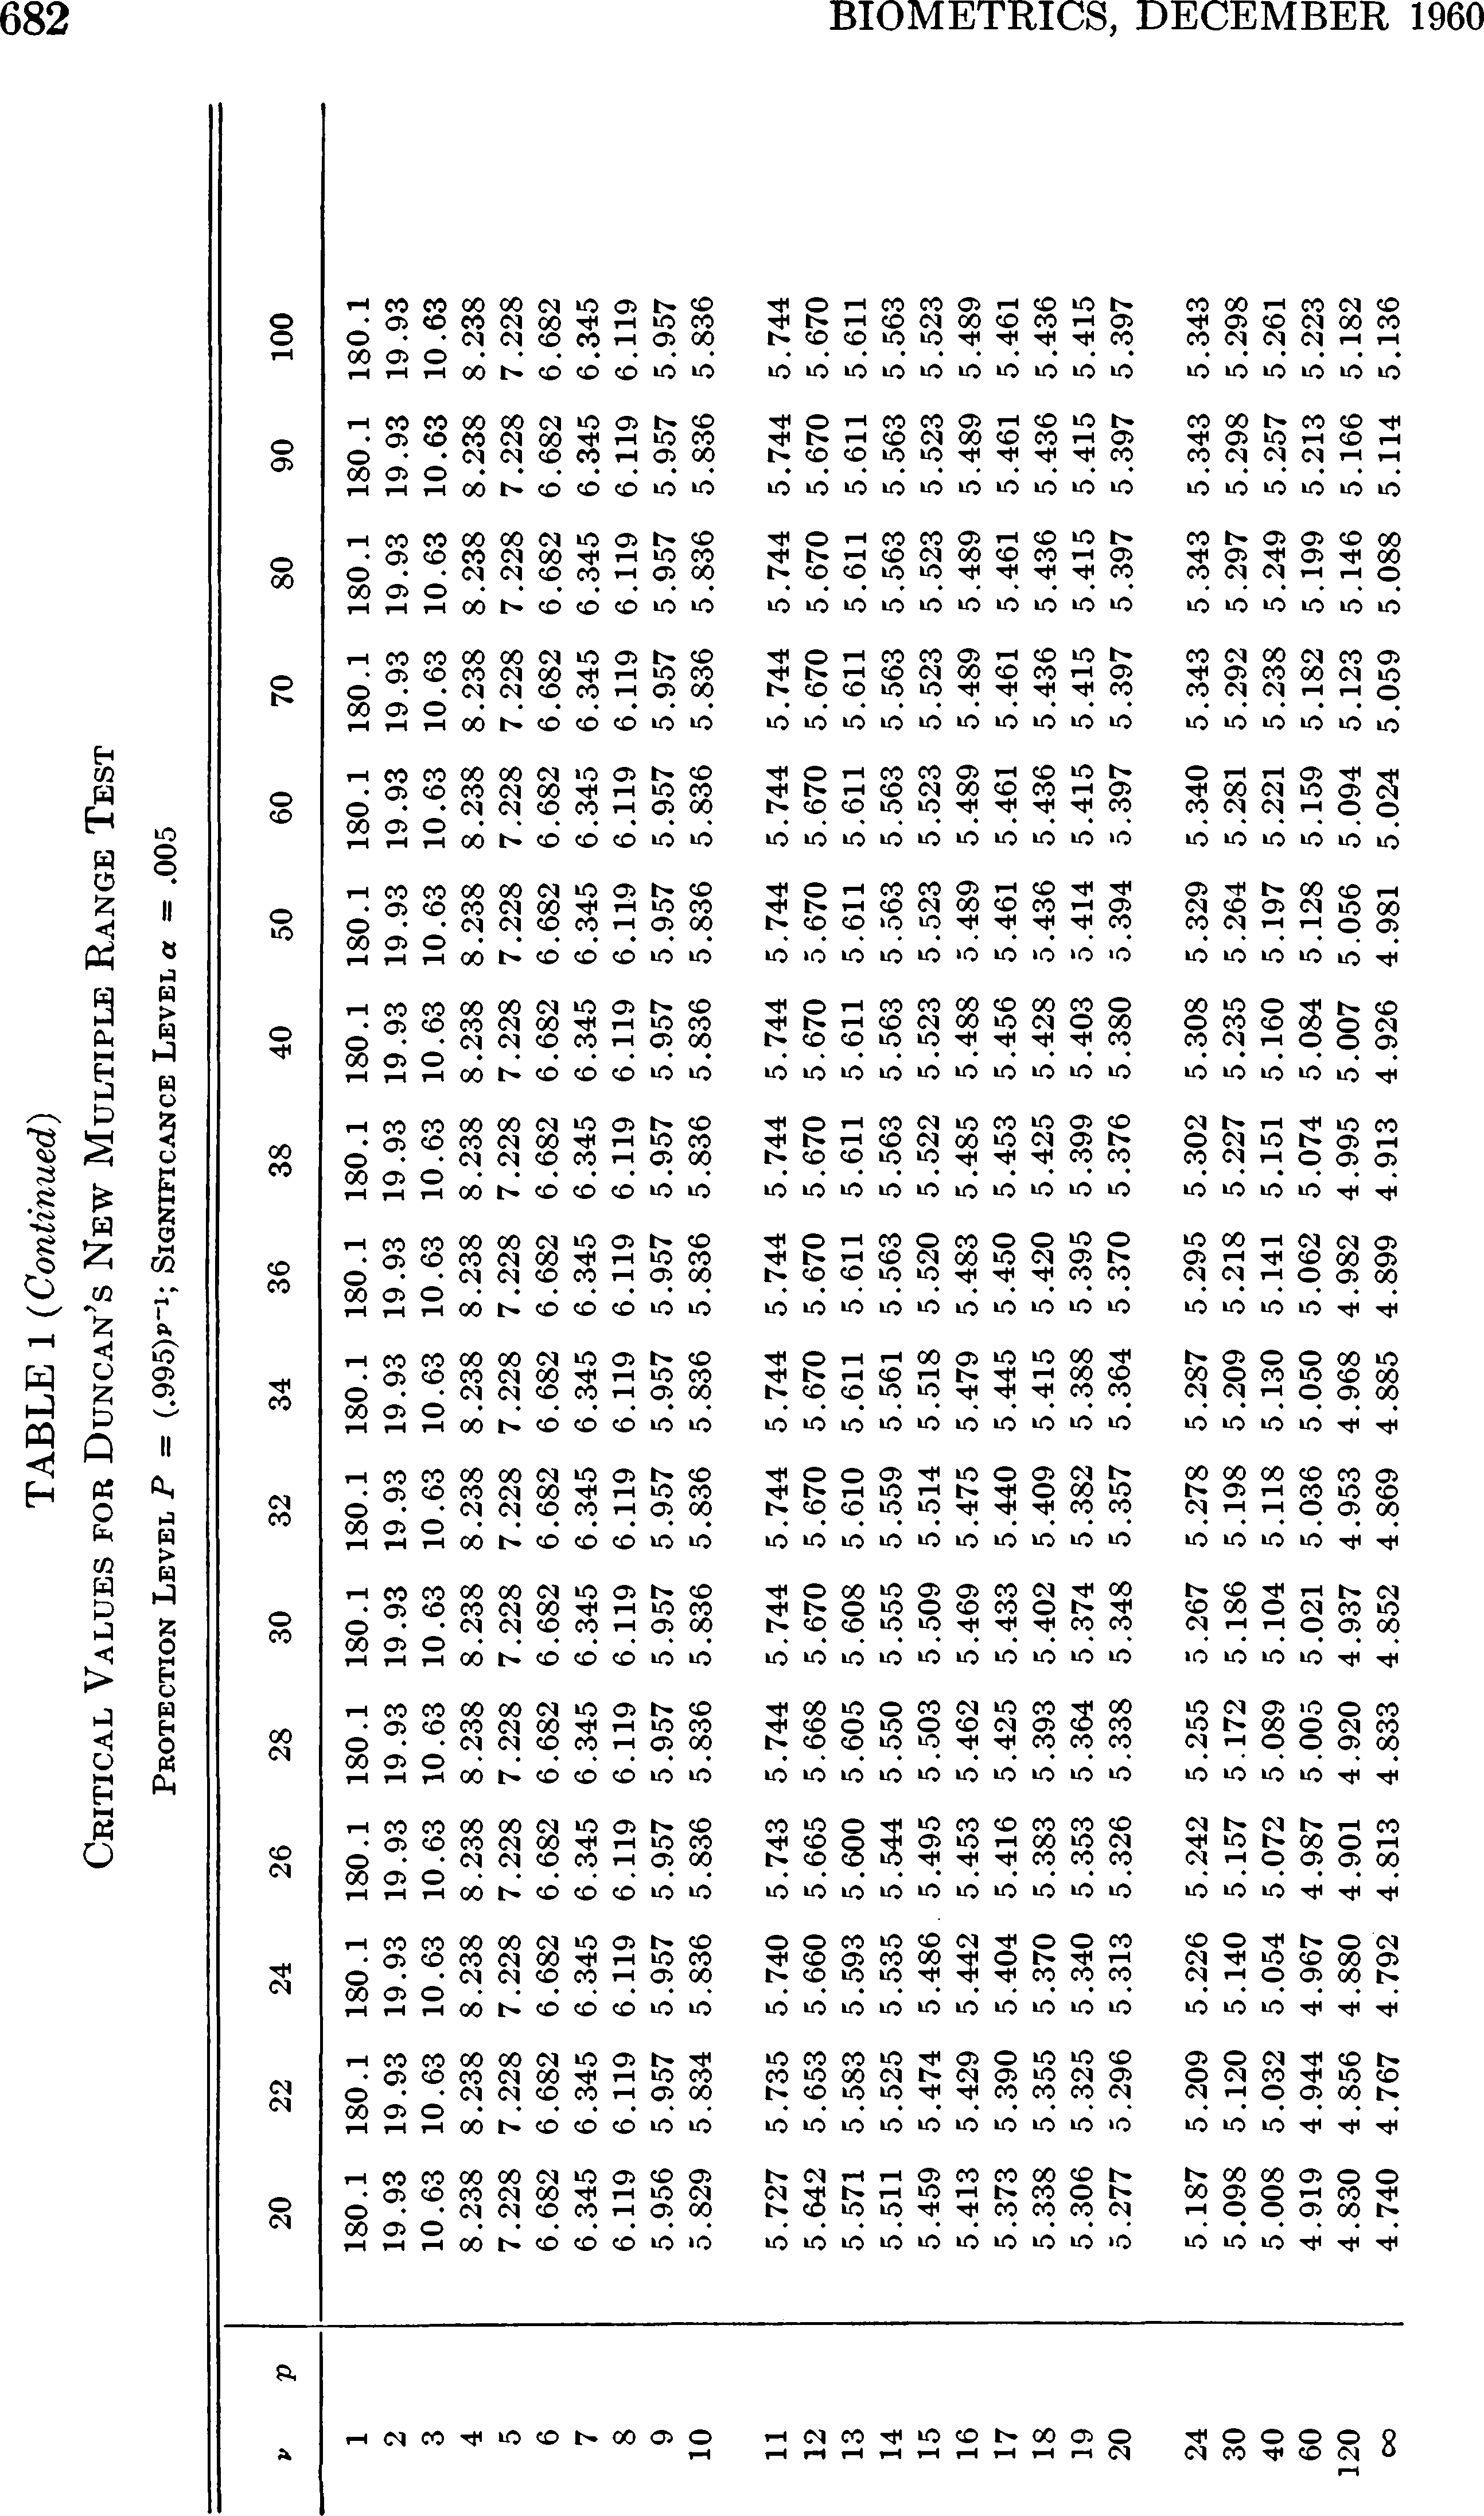 682 BIOMETRICS, DECEMBER 1960
TABLE 1 (Continued)
CRITICAL VALUES FOR DUNCAN'S NEW MULTIPLE RANGE TEST
PROTECTION LEVEL P = (.995)^{p-1}; SIGNIFICANCE LEVEL α = .005
ν p 20 22 24 26 28 30 32 34 36 38 40 50 60 70 80 90 100
1 180.1 180.1 180.1 180.1 180.1 180.1 180.1 180.1 180.1 180.1 180.1 180.1 180.1 180.1 180.1 180.1 180.1
2 19.93 19.93 19.93 19.93 19.93 19.93 19.93 19.93 19.93 19.93 19.93 19.93 19.93 19.93 19.93 19.93 19.93
3 10.63 10.63 10.63 10.63 10.63 10.63 10.63 10.63 10.63 10.63 10.63 10.63 10.63 10.63 10.63 10.63 10.63
4 8.238 8.238 8.238 8.238 8.238 8.238 8.238 8.238 8.238 8.238 8.238 8.238 8.238 8.238 8.238 8.238 8.238
5 7.228 7.228 7.228 7.228 7.228 7.228 7.228 7.228 7.228 7.228 7.228 7.228 7.228 7.228 7.228 7.228 7.228
6 6.682 6.682 6.682 6.682 6.682 6.682 6.682 6.682 6.682 6.682 6.682 6.682 6.682 6.682 6.682 6.682 6.682
7 6.345 6.345 6.345 6.345 6.345 6.345 6.345 6.345 6.345 6.345 6.345 6.345 6.345 6.345 6.345 6.345 6.345
8 6.119 6.119 6.119 6.119 6.119 6.119 6.119 6.119 6.119 6.119 6.119 6.119 6.119 6.119 6.119 6.119 6.119
9 5.956 5.957 5.957 5.957 5.957 5.957 5.957 5.957 5.957 5.957 5.957 5.957 5.957 5.957 5.957 5.957 5.957
10 5.829 5.834 5.836 5.836 5.836 5.836 5.836 5.836 5.836 5.836 5.836 5.836 5.836 5.836 5.836 5.836 5.836
11 5.727 5.735 5.740 5.743 5.744 5.744 5.744 5.744 5.744 5.744 5.744 5.744 5.744 5.744 5.744 5.744 5.744
12 5.642 5.653 5.660 5.665 5.668 5.670 5.670 5.670 5.670 5.670 5.670 5.670 5.670 5.670 5.670 5.670 5.670
13 5.571 5.583 5.593 5.600 5.605 5.608 5.610 5.611 5.611 5.611 5.611 5.611 5.611 5.611 5.611 5.611 5.611
14 5.511 5.525 5.535 5.544 5.550 5.555 5.559 5.561 5.563 5.563 5.563 5.563 5.563 5.563 5.563 5.563 5.563
15 5.459 5.474 5.486 5.495 5.503 5.509 5.514 5.518 5.520 5.522 5.523 5.523 5.523 5.523 5.523 5.523 5.523
16 5.413 5.429 5.442 5.453 5.462 5.469 5.475 5.479 5.483 5.485 5.488 5.489 5.489 5.489 5.489 5.489 5.489
17 5.373 5.390 5.404 5.416 5.425 5.433 5.440 5.445 5.450 5.453 5.456 5.461 5.461 5.461 5.461 5.461 5.461
18 5.338 5.355 5.370 5.383 5.393 5.402 5.409 5.415 5.420 5.425 5.428 5.436 5.436 5.436 5.436 5.436 5.436
19 5.306 5.325 5.340 5.353 5.364 5.374 5.382 5.388 5.395 5.399 5.403 5.414 5.415 5.415 5.415 5.415 5.415
20 5.277 5.296 5.313 5.326 5.338 5.348 5.357 5.364 5.370 5.376 5.380 5.394 5.397 5.397 5.397 5.397 5.397
24 5.187 5.209 5.226 5.242 5.255 5.267 5.278 5.287 5.295 5.302 5.308 5.329 5.340 5.343 5.343 5.343 5.343
30 5.098 5.120 5.140 5.157 5.172 5.186 5.198 5.209 5.218 5.227 5.235 5.264 5.281 5.292 5.297 5.298 5.298
40 5.008 5.032 5.054 5.072 5.089 5.104 5.118 5.130 5.141 5.151 5.160 5.197 5.221 5.238 5.249 5.257 5.261
60 4.919 4.944 4.967 4.987 5.005 5.021 5.036 5.050 5.062 5.074 5.084 5.128 5.159 5.182 5.199 5.213 5.223
120 4.830 4.856 4.880 4.901 4.920 4.937 4.953 4.968 4.982 4.995 5.007 5.056 5.094 5.123 5.146 5.166 5.182
∞ 4.740 4.767 4.792 4.813 4.833 4.852 4.869 4.885 4.899 4.913 4.926 4.981 5.024 5.059 5.088 5.114 5.136